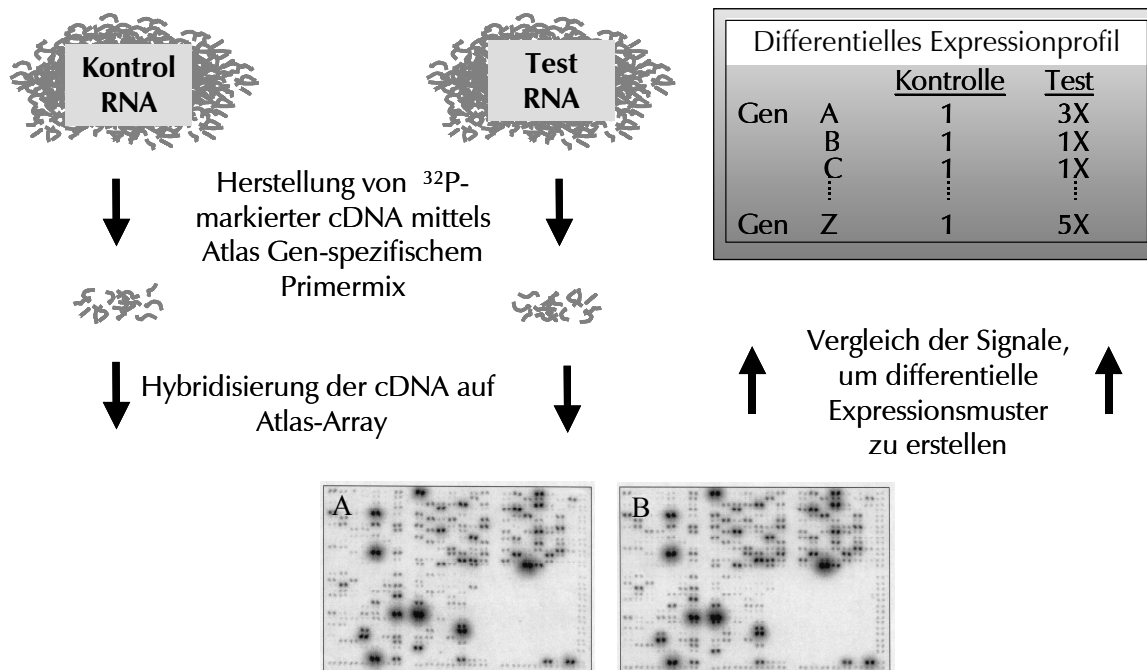 Kontrol
RNA
Test
RNA
Herstellung von ³²P-
markierter cDNA mittels
Atlas Gen-spezifischem
Primermix
Hybridisierung der cDNA auf
Atlas-Array
A
B
Vergleich der Signale,
um differentielle
Expressionsmuster
zu erstellen
Differentielles Expressionprofil
Kontrolle Test
Gen A 1 3X
B 1 1X
C 1 1X
Gen Z 1 5X